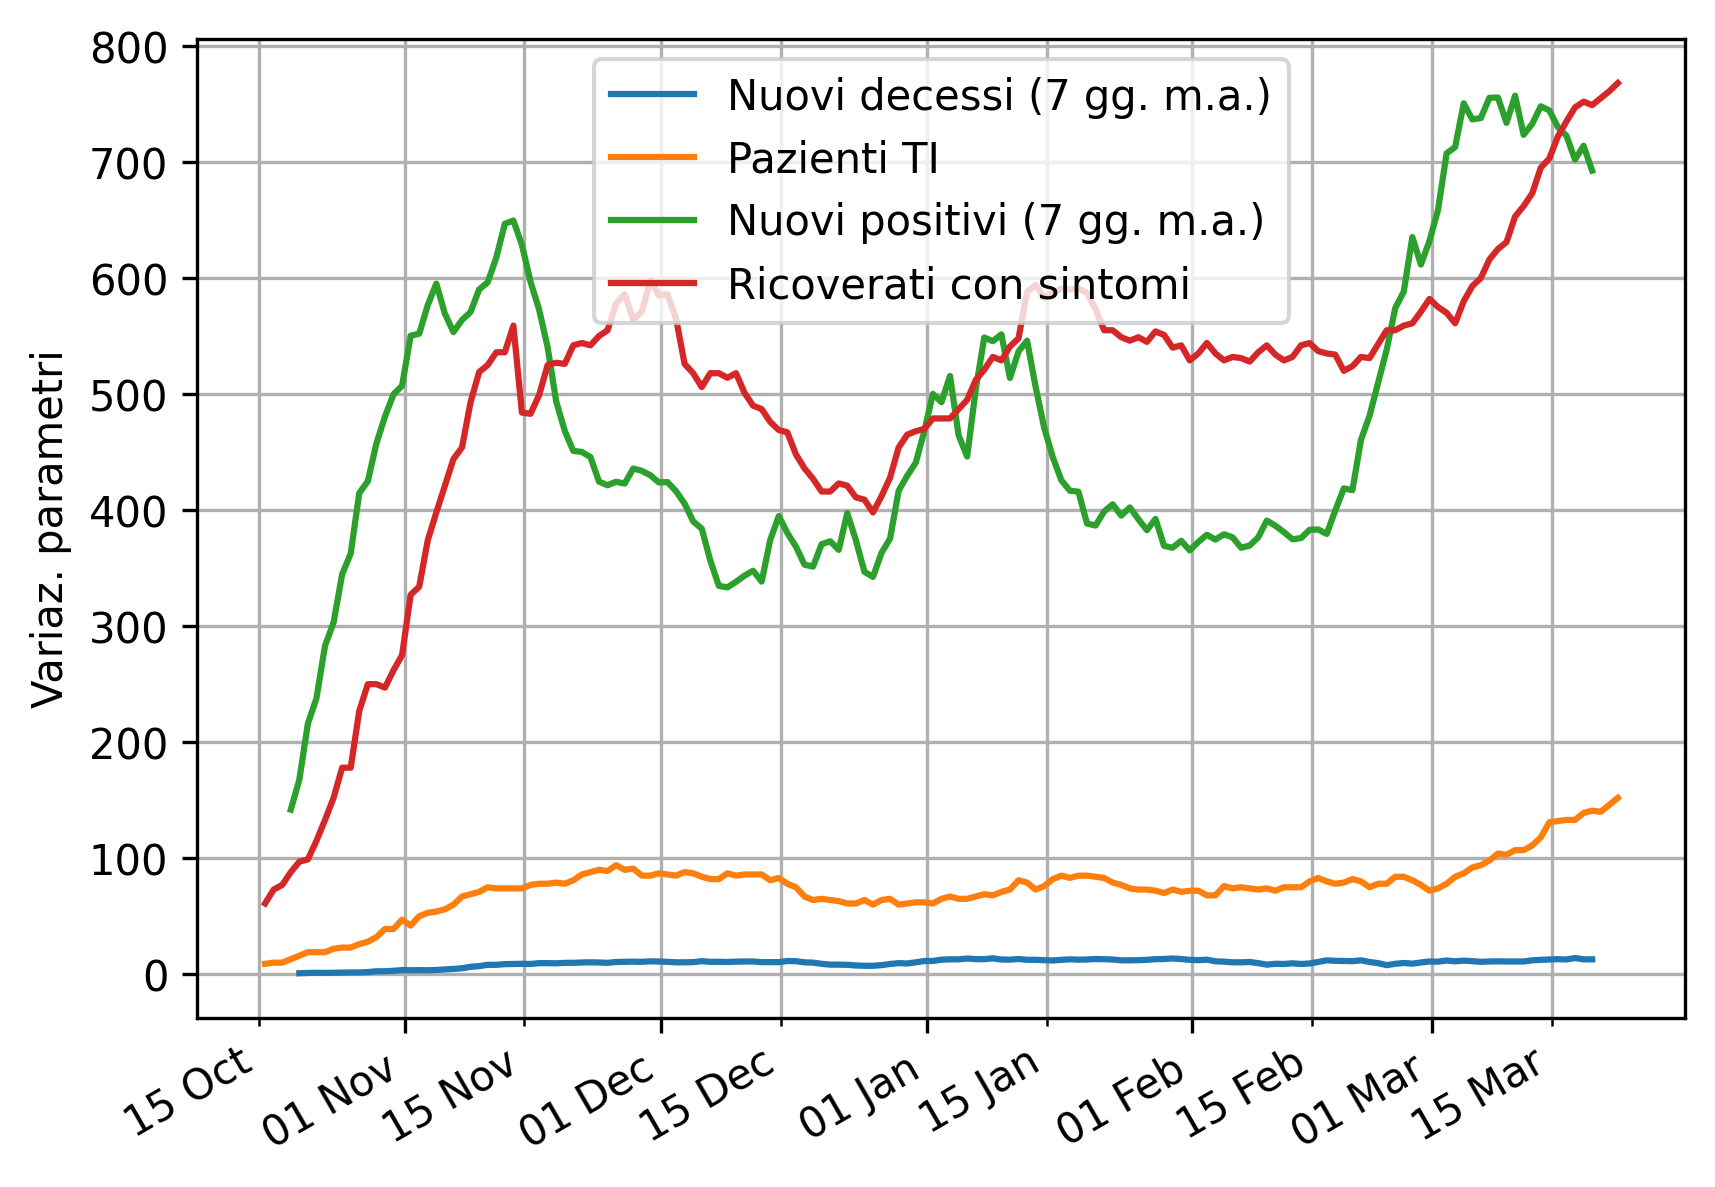 800
700
600
500
400
300
200
100
0
Variaz. parametri
Nuovi decessi (7 gg. m.a.)
Pazienti TI
Nuovi positivi (7 gg. m.a.)
Ricoverati con sintomi
15 Oct
01 Nov
15 Nov
01 Dec
15 Dec
01 Jan
15 Jan
01 Feb
15 Feb
01 Mar
15 Mar